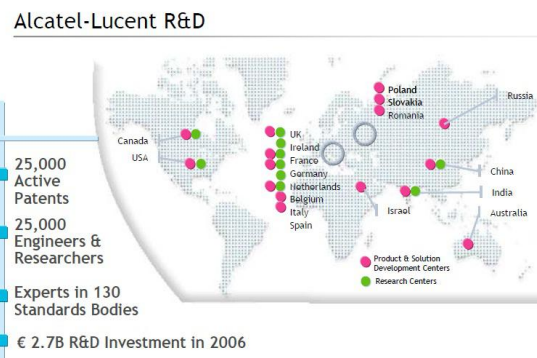 Alcatel-Lucent R&D
Canada
USA
UK
Ireland
France
Germany
Netherlands
Belgium
Italy
Spain
Poland
Slovakia
Romania
Russia
China
India
Israel
Australia
25,000
Active
Patents
25,000
Engineers &
Researchers
Experts in 130
Standards Bodies
€ 2.7B R&D Investment in 2006
Product & Solution
Development Centers
Research Centers